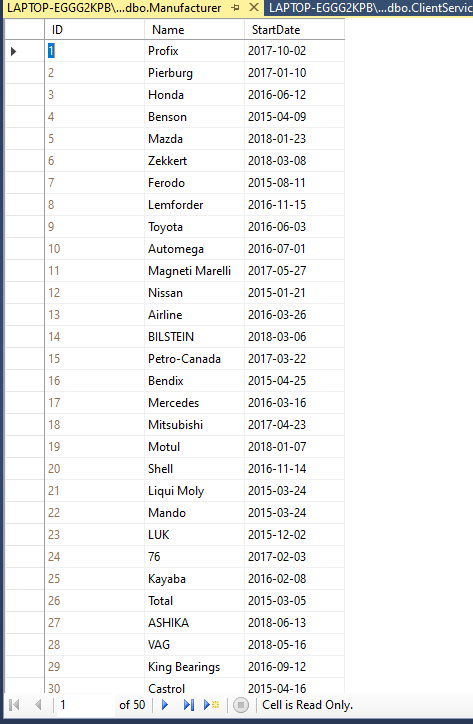 LAPTOP-EGGG2KPB\...dbo.Manufacturer LAPTOP-EGGG2KPB\...dbo.ClientServic
ID Name StartDate
1 Profix 2017-10-02
2 Pierburg 2017-01-10
3 Honda 2016-06-12
4 Benson 2015-04-09
5 Mazda 2018-01-23
6 Zekkert 2018-03-08
7 Ferodo 2015-08-11
8 Lemforder 2016-11-15
9 Toyota 2016-06-03
10 Automega 2016-07-01
11 Magneti Marelli 2017-05-27
12 Nissan 2015-01-21
13 Airline 2016-03-26
14 BILSTEIN 2018-03-06
15 Petro-Canada 2017-03-22
16 Bendix 2015-04-25
17 Mercedes 2016-03-16
18 Mitsubishi 2017-04-23
19 Motul 2018-01-07
20 Shell 2016-11-14
21 Liqui Moly 2015-03-24
22 Mando 2015-03-24
23 LUK 2015-12-02
24 76 2017-02-03
25 Kayaba 2016-02-08
26 Total 2015-03-05
27 ASHIKA 2018-06-13
28 VAG 2018-05-16
29 King Bearings 2016-09-12
30 Castrol 2015-04-16
1 of 50 Cell is Read Only.